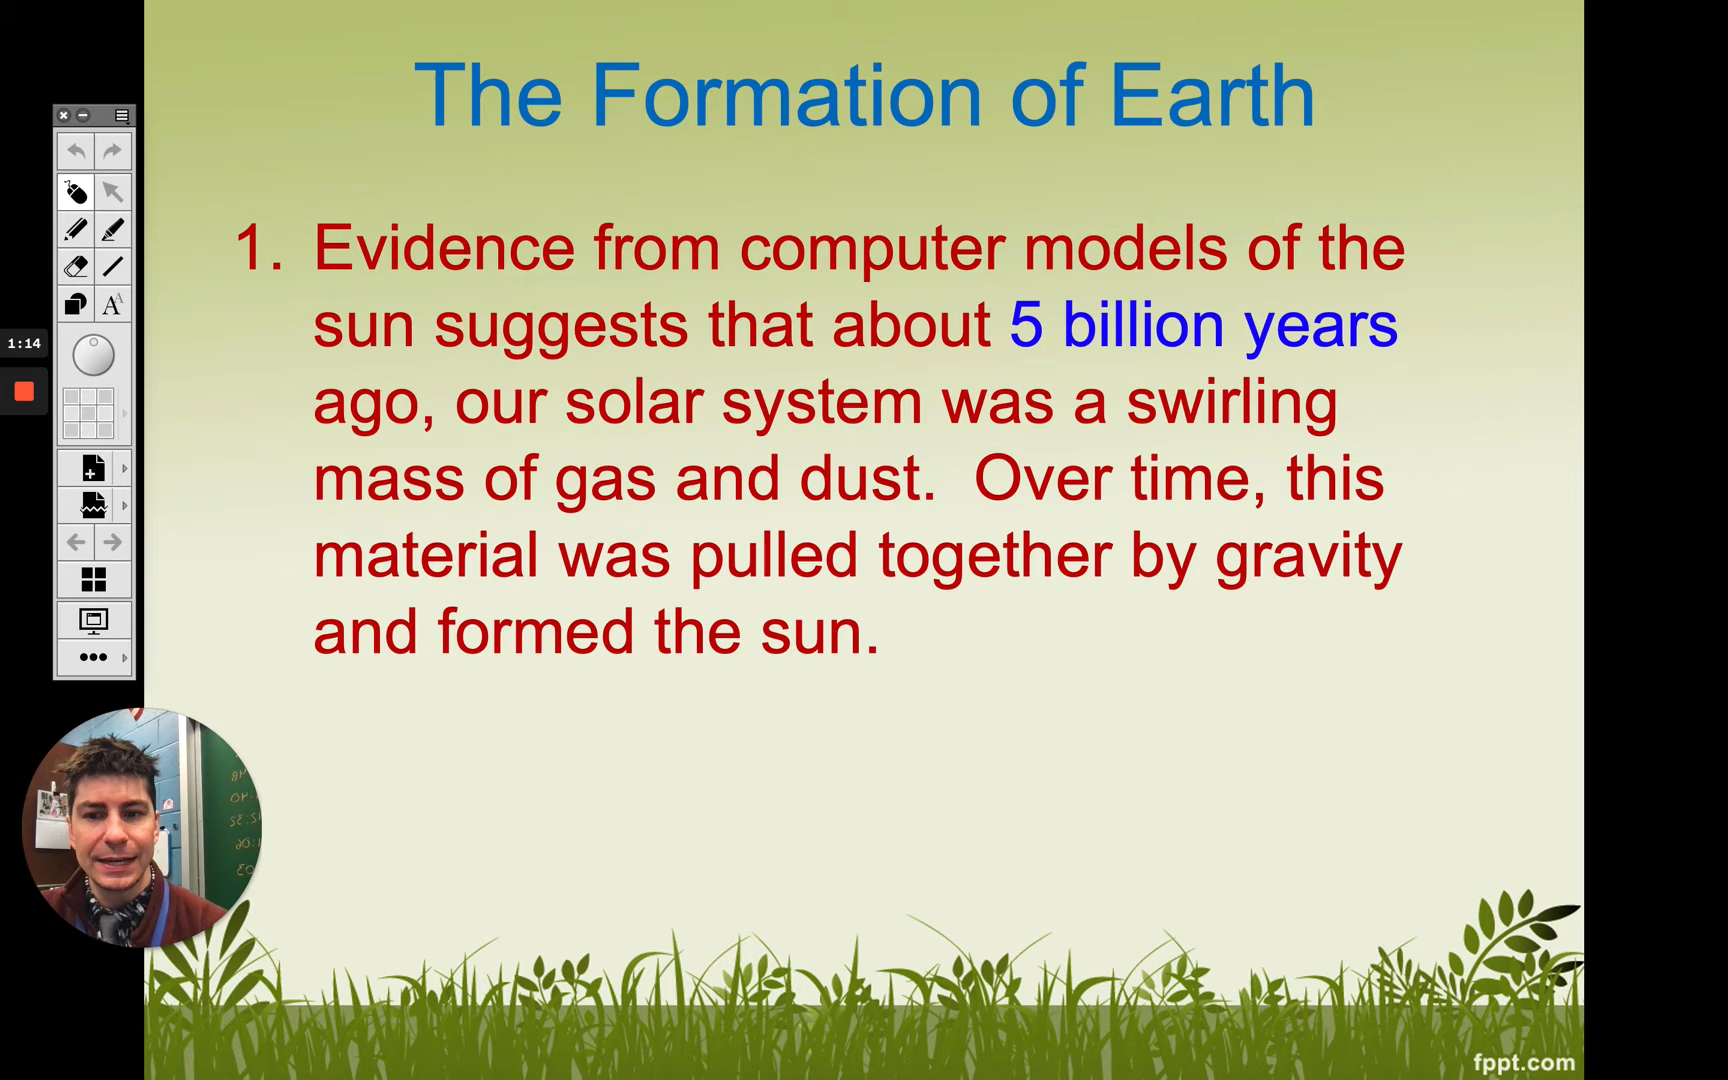 The Formation of Earth
1. Evidence from computer models of the
sun suggests that about 5 billion years
ago, our solar system was a swirling
mass of gas and dust.  Over time, this
material was pulled together by gravity
and formed the sun.
1:14
fppt.com